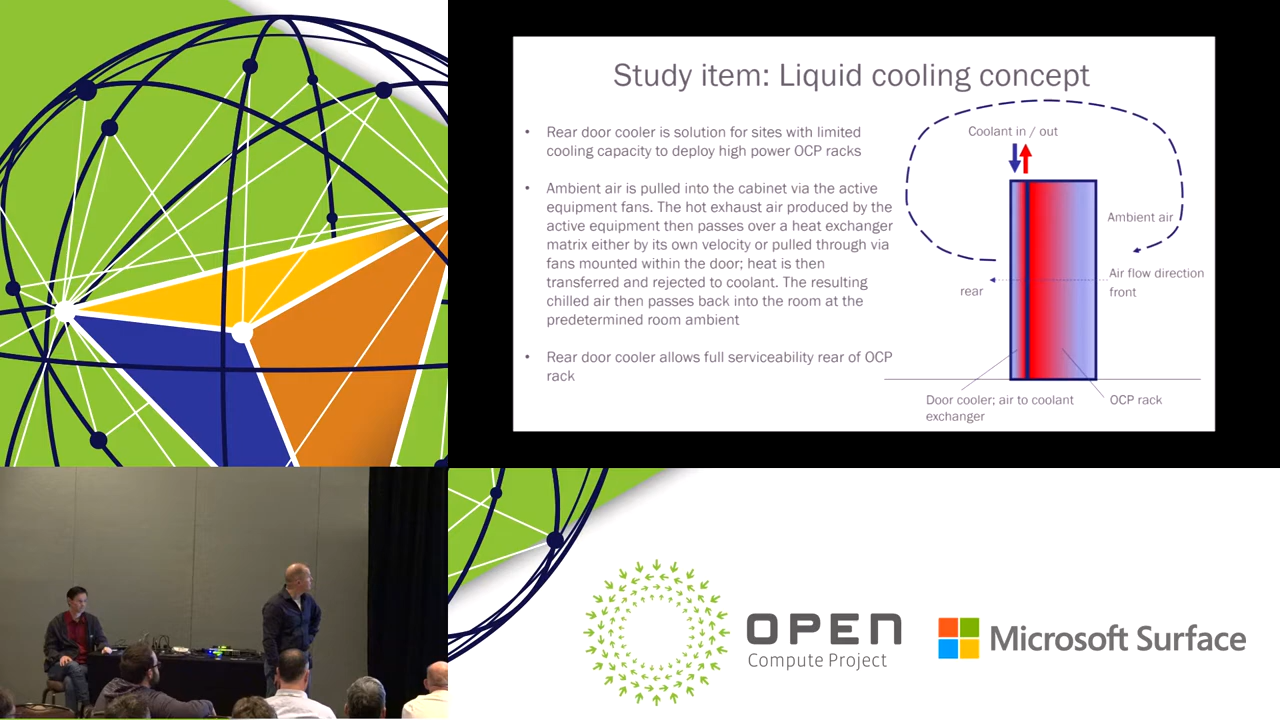 Study item: Liquid cooling concept
• Rear door cooler is solution for sites with limited
cooling capacity to deploy high power OCP racks
• Ambient air is pulled into the cabinet via the active
equipment fans. The hot exhaust air produced by the
active equipment then passes over a heat exchanger
matrix either by its own velocity or pulled through via
fans mounted within the door; heat is then
transferred and rejected to coolant. The resulting
chilled air then passes back into the room at the
predetermined room ambient
• Rear door cooler allows full serviceability rear of OCP
rack
Coolant in / out
Ambient air
Air flow direction
front
rear
Door cooler; air to coolant
exchanger
OCP rack
OPEN
Compute Project
Microsoft Surface